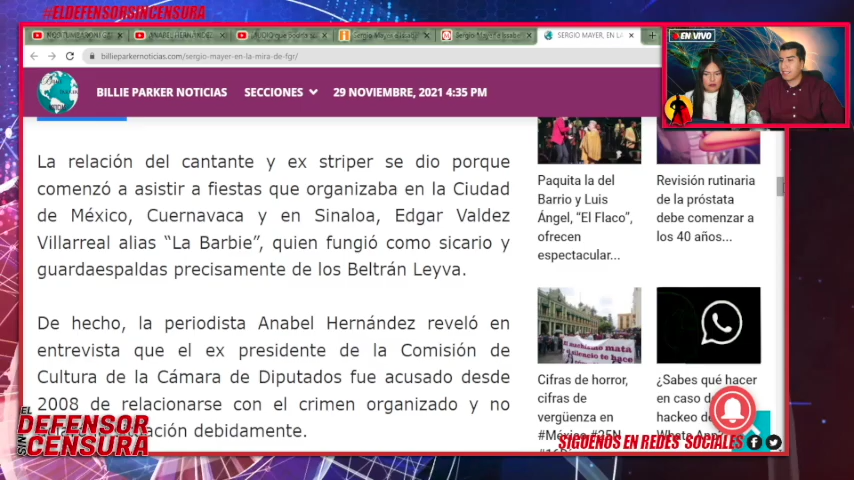 #ELDEFENSORSINCENSURA
SERGIO MAYER, EN LA
billieparkernoticias.com/sergio-mayer-en-la-mira-de-fgr/
EN VIVO
BILLIE PARKER NOTICIAS
SECCIONES
29 NOVIEMBRE, 2021 4:35 PM
La relación del cantante y ex striper se dio porque
comenzó a asistir a fiestas que organizaba en la Ciudad
de México, Cuernavaca y en Sinaloa, Edgar Valdez
Villarreal alias “La Barbie”, quien fungió como sicario y
guardaespaldas precisamente de los Beltrán Leyva.
De hecho, la periodista Anabel Hernández reveló en
entrevista que el ex presidente de la Comisión de
Cultura de la Cámara de Diputados fue acusado desde
2008 de relacionarse con el crimen organizado y no
debidamente.
Paquita la del
Barrio y Luis
Ángel, “El Flaco”,
ofrecen
espectacular...
Revisión rutinaria
de la próstata
debe comenzar a
los 40 años...
Cifras de horror,
cifras de
vergüenza en
#México #25N
¿Sabes qué hacer
en caso de
hackeo de
WhatsApp
EL
DEFENSOR
SIN
CENSURA
SIGUENOS EN REDES SOCIALES